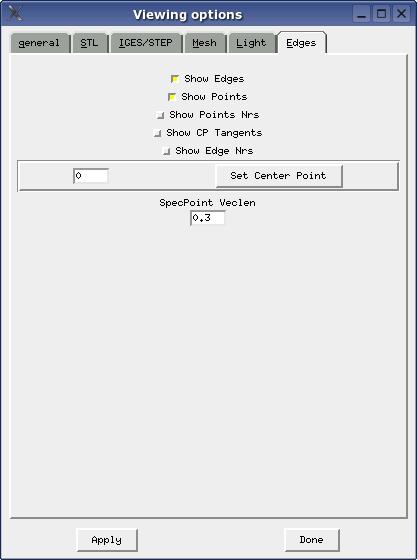 Viewing options
general STL IGES/STEP Mesh Light Edges
Show Edges
Show Points
Show Points Nrs
Show CP Tangents
Show Edge Nrs
0 Set Center Point
SpecPoint Veclen
0.3
Apply Done